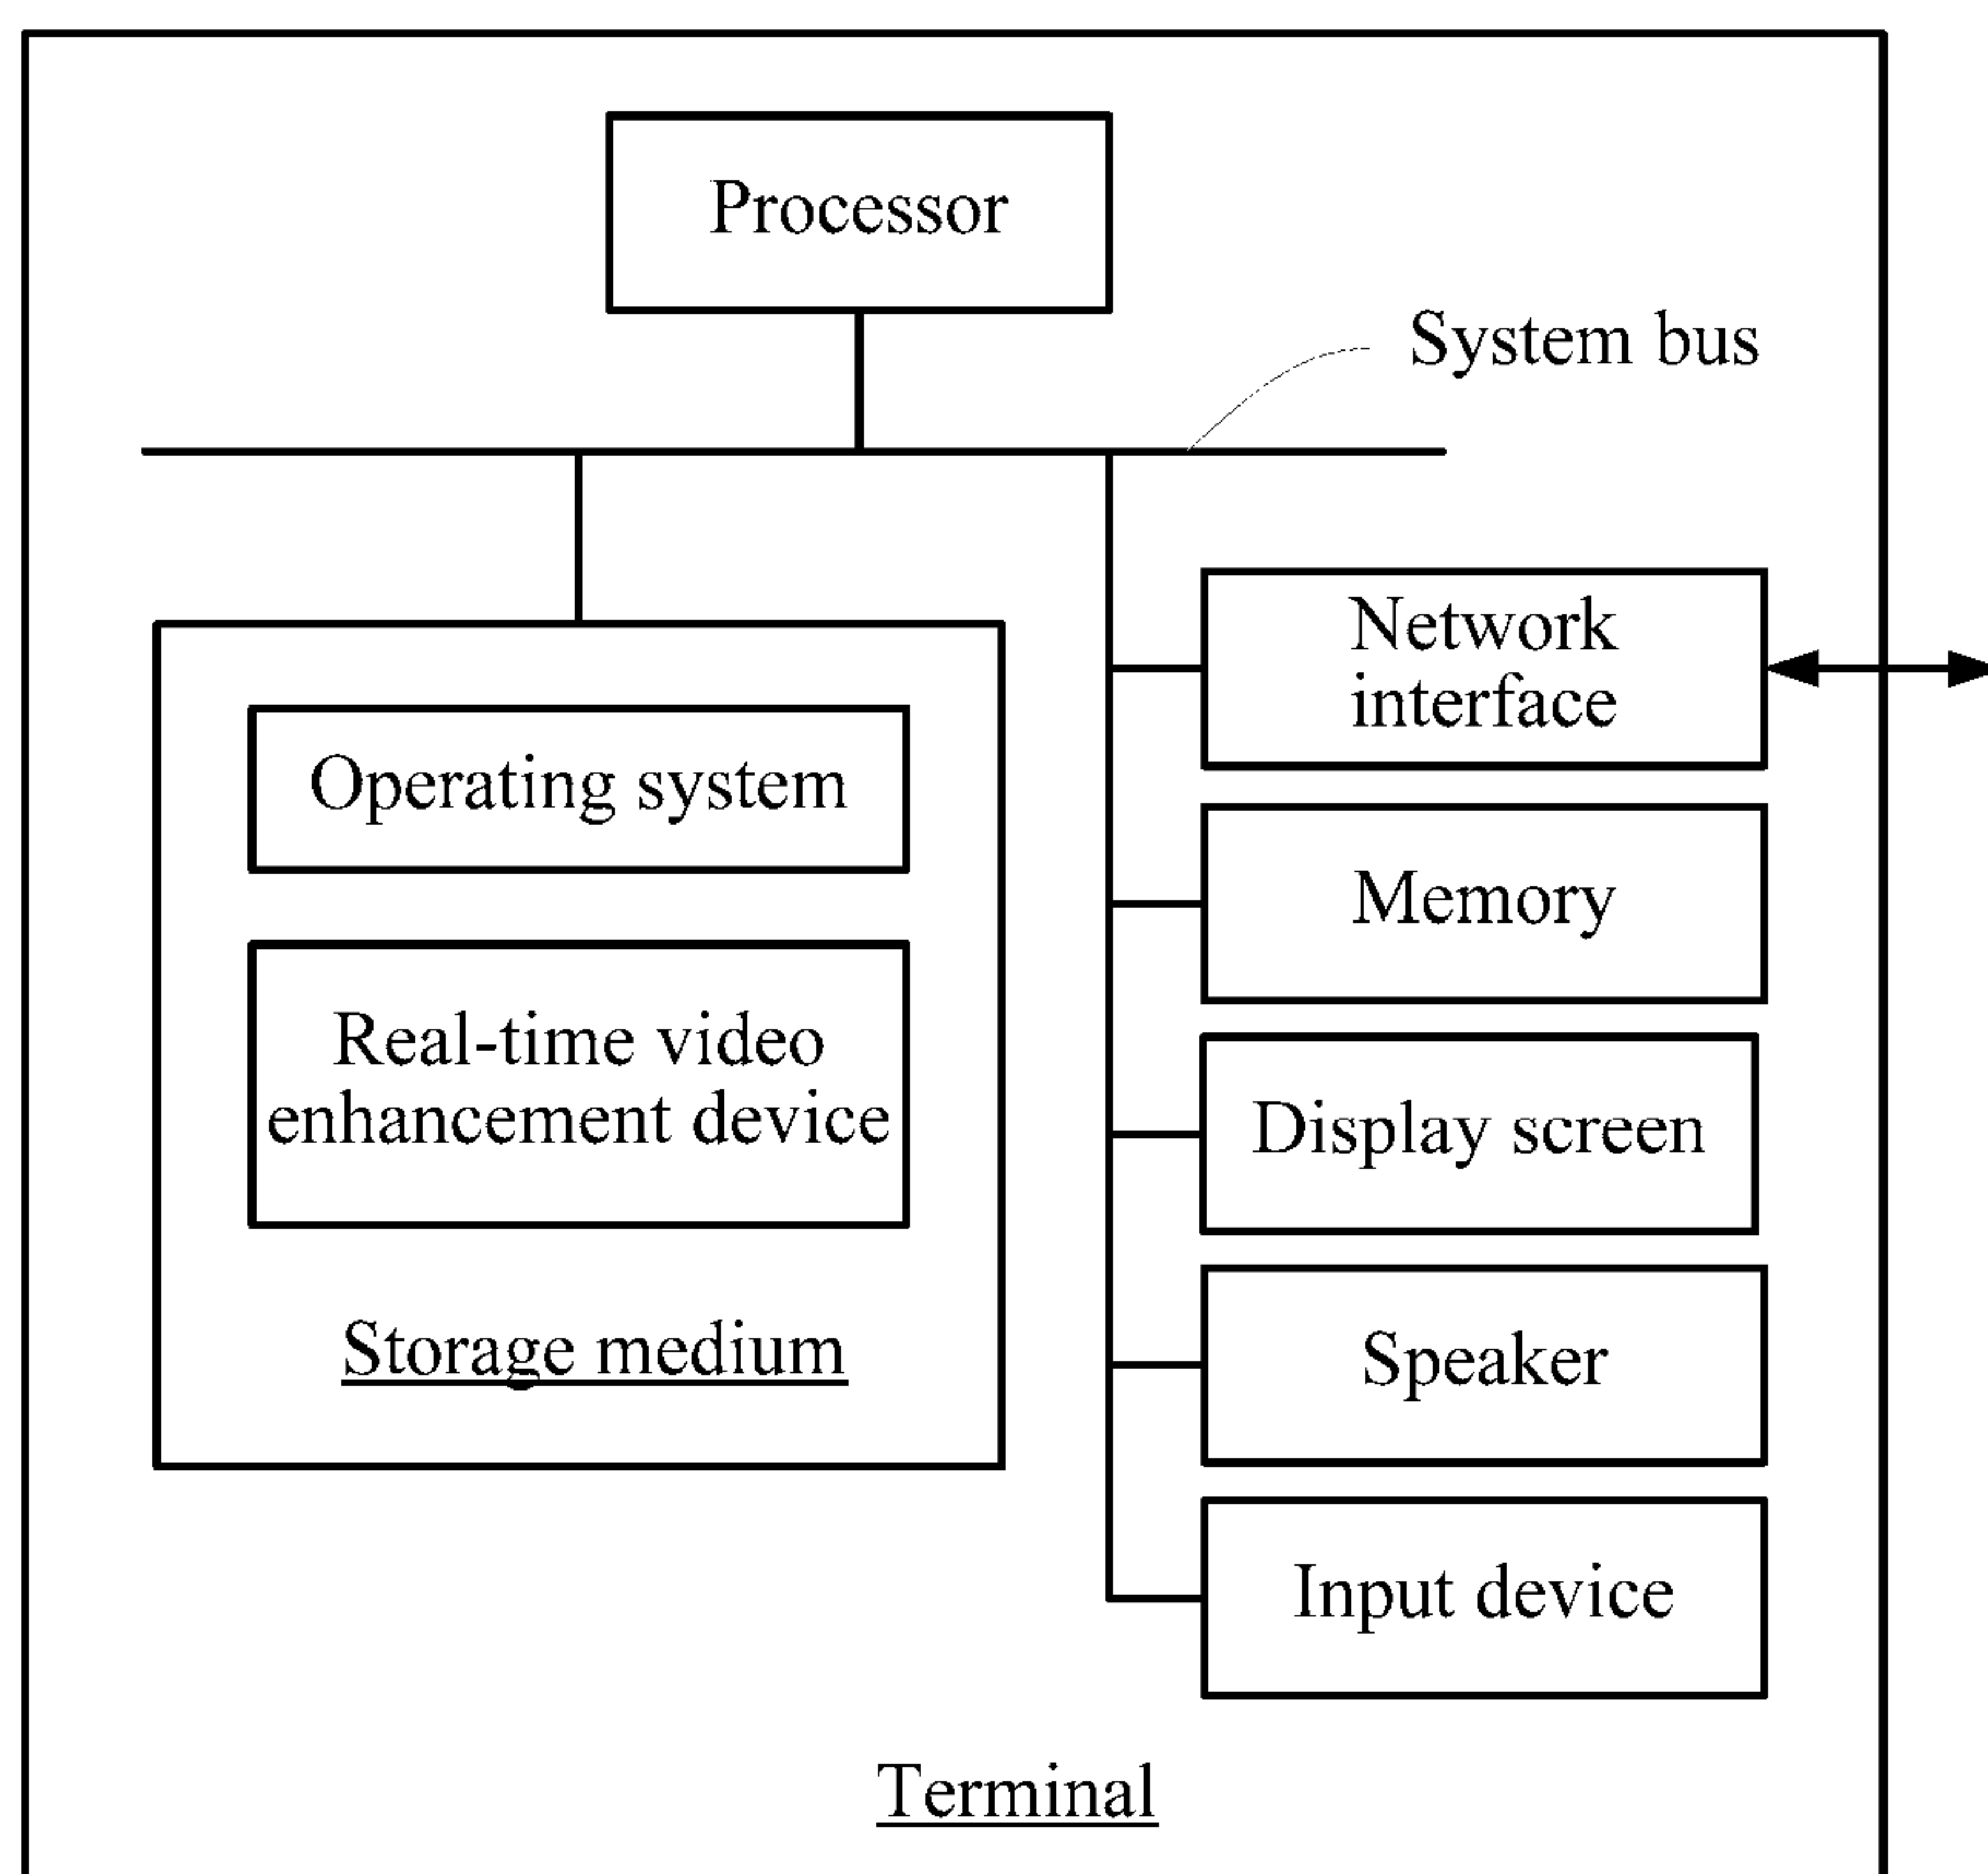 Processor
System bus
Operating system
Real-time video
enhancement device
Storage medium
Network
interface
Memory
Display screen
Speaker
Input device
Terminal